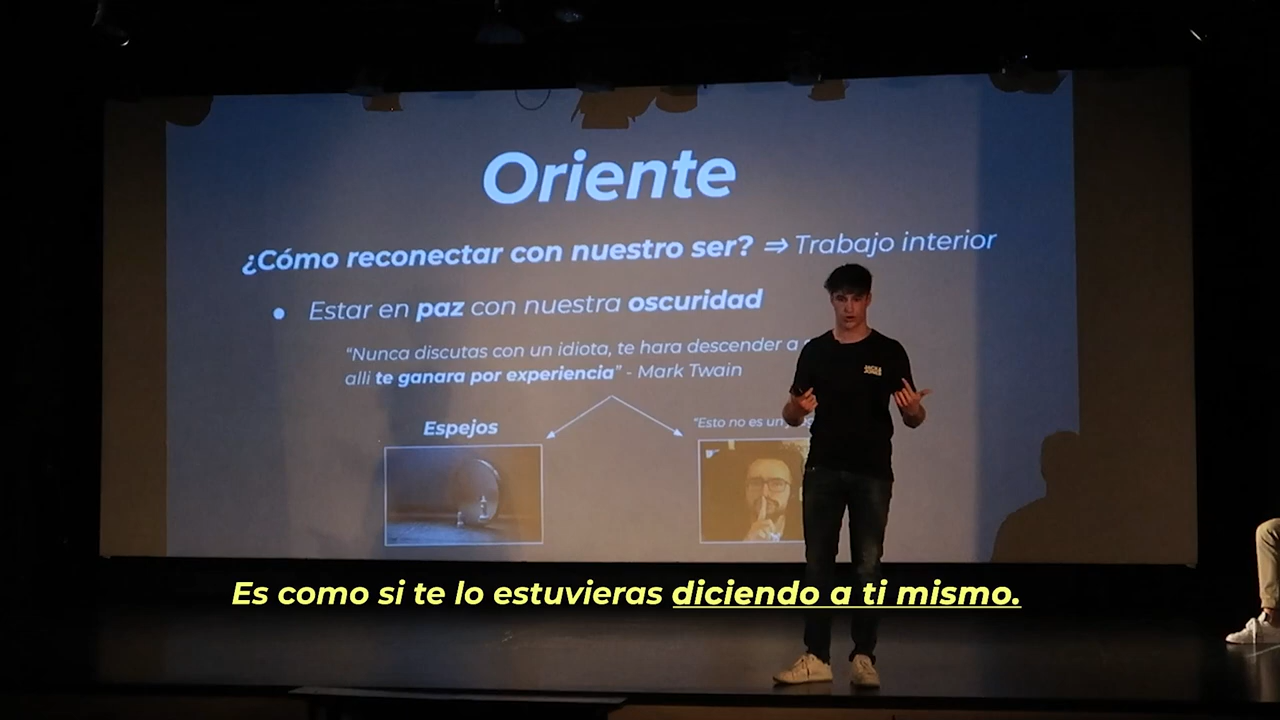 Oriente
¿Cómo reconectar con nuestro ser? ⇒ Trabajo interior
● Estar en paz con nuestra oscuridad
“Nunca discutas con un idiota, te hara descender a
alli te ganara por experiencia” - Mark Twain
Espejos
“Esto no es un
JACK&
JONES
Es como si te lo estuvieras diciendo a ti mismo.